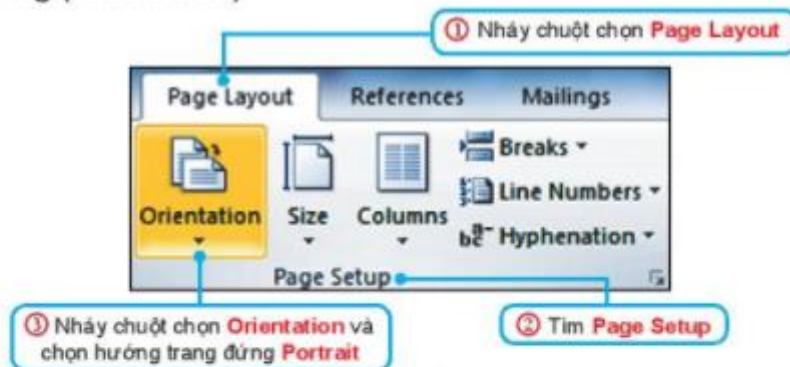 ① Nháy chuột chọn Page Layout
Page Layout References Mailings
Orientation Size Columns
Breaks
Line Numbers
bc a- Hyphenation
Page Setup
③ Nháy chuột chọn Orientation và
chọn hướng trang đứng Portrait
② Tìm Page Setup